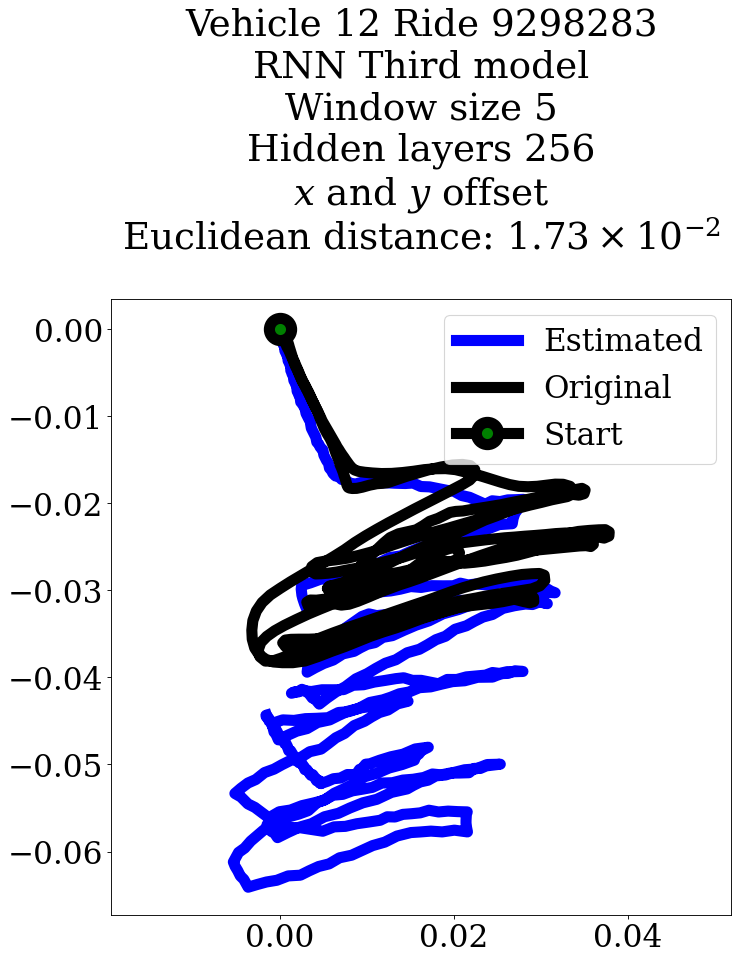 Vehicle 12 Ride 9298283
RNN Third model
Window size 5
Hidden layers 256
x and y offset
Euclidean distance: 1.73 × 10⁻²
Estimated
Original
Start
0.00
−0.01
−0.02
−0.03
−0.04
−0.05
−0.06
0.00 0.02 0.04